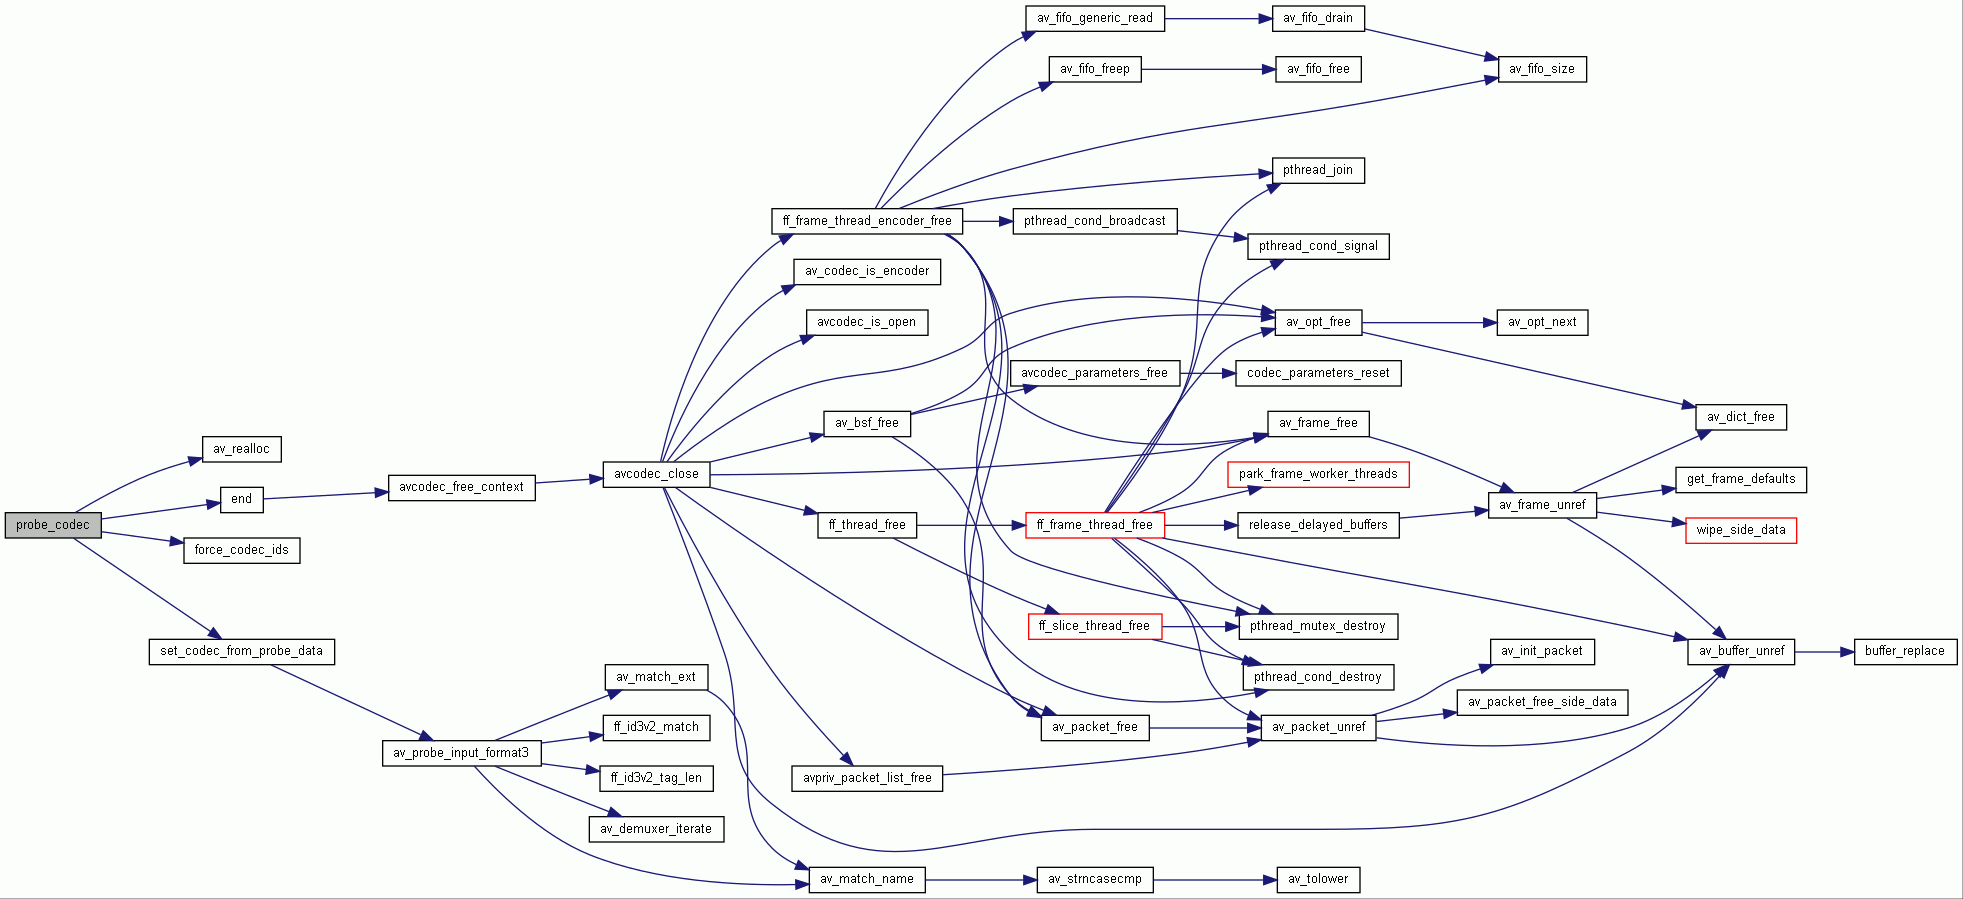 av_fifo_generic_read
av_fifo_drain
av_fifo_freep
av_fifo_free
av_fifo_size
pthread_join
ff_frame_thread_encoder_free
pthread_cond_broadcast
pthread_cond_signal
av_codec_is_encoder
avcodec_is_open
av_opt_free
av_opt_next
avcodec_parameters_free
codec_parameters_reset
av_bsf_free
av_frame_free
av_dict_free
av_realloc
avcodec_close
park_frame_worker_threads
get_frame_defaults
end
avcodec_free_context
av_frame_unref
probe_codec
ff_thread_free
ff_frame_thread_free
release_delayed_buffers
wipe_side_data
force_codec_ids
ff_slice_thread_free
pthread_mutex_destroy
set_codec_from_probe_data
av_init_packet
av_buffer_unref
buffer_replace
av_match_ext
pthread_cond_destroy
av_packet_free_side_data
ff_id3v2_match
av_packet_free
av_packet_unref
av_probe_input_format3
ff_id3v2_tag_len
avpriv_packet_list_free
av_demuxer_iterate
av_match_name
av_strncasecmp
av_tolower